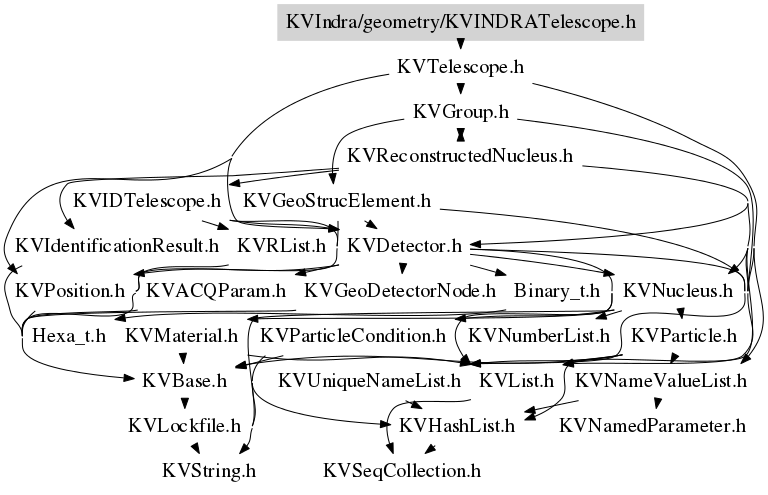 KVIndra/geometry/KVINDRATelescope.h
KVTelescope.h
KVGroup.h
KVReconstructedNucleus.h
KVIDTelescope.h KVGeoStrucElement.h
KVIdentificationResult.h KVRList.h KVDetector.h
KVPosition.h KVACQParam.h KVGeoDetectorNode.h Binary_t.h KVNucleus.h
Hexa_t.h KVMaterial.h KVParticleCondition.h KVNumberList.h KVParticle.h
KVBase.h KVUniqueNameList.h KVList.h KVNameValueList.h
KVLockfile.h KVHashList.h KVNamedParameter.h
KVString.h KVSeqCollection.h